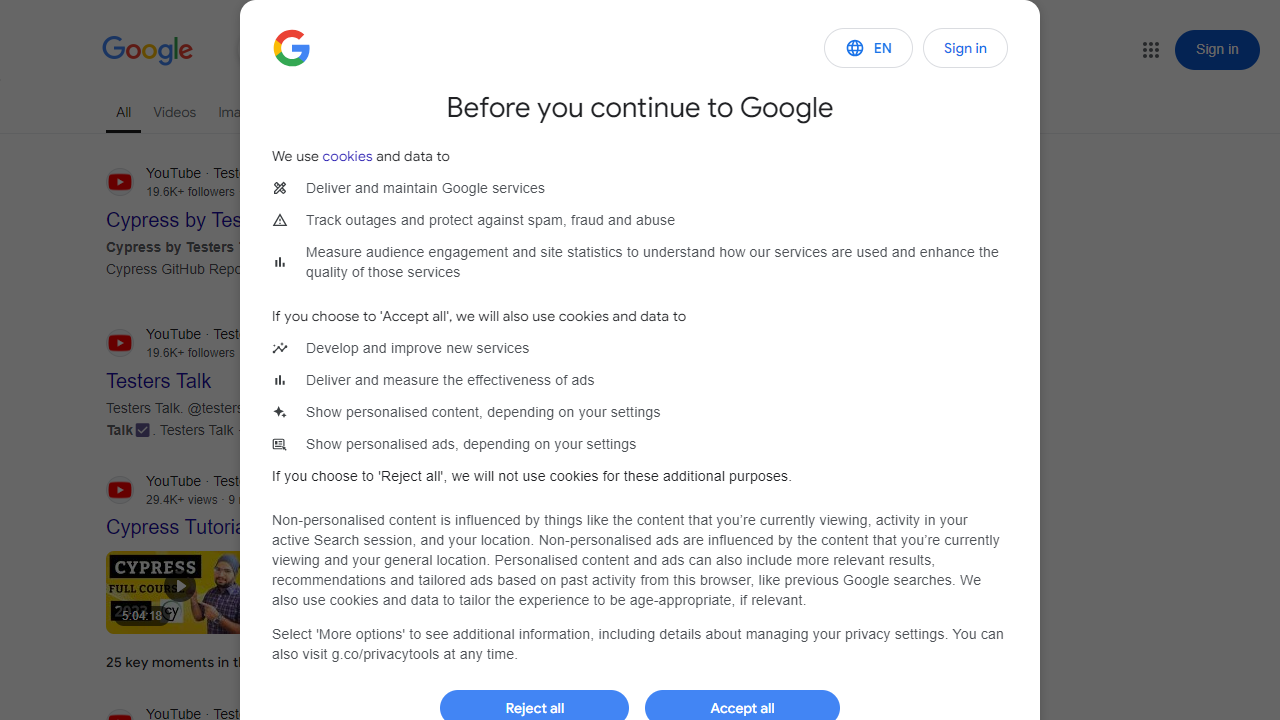 Google
EN
Sign in
Sign in
Before you continue to Google
All
Videos
We use cookies and data to
Deliver and maintain Google services
Track outages and protect against spam, fraud and abuse
Measure audience engagement and site statistics to understand how our services are used and enhance the
quality of those services
If you choose to 'Accept all', we will also use cookies and data to
Develop and improve new services
Deliver and measure the effectiveness of ads
Show personalised content, depending on your settings
Show personalised ads, depending on your settings
If you choose to 'Reject all', we will not use cookies for these additional purposes.
Non-personalised content is influenced by things like the content that you’re currently viewing, activity in your
active Search session, and your location. Non-personalised ads are influenced by the content that you’re currently
viewing and your general location. Personalised content and ads can also include more relevant results,
recommendations and tailored ads based on past activity from this browser, like previous Google searches. We
also use cookies and data to tailor the experience to be age-appropriate, if relevant.
Select 'More options' to see additional information, including details about managing your privacy settings. You can
also visit g.co/privacytools at any time.
Reject all
Accept all
YouTube ·
19.6K+ followers
Cypress by
Cypress by Testers
Cypress GitHub
YouTube ·
19.6K+ followers
Testers Talk
Testers Talk.
Talk☑. Testers Talk
YouTube ·
29.4K+ views ·
Cypress
CYPRESS
FULL
5:04:18
cy
25 key moments in
YouTube ·